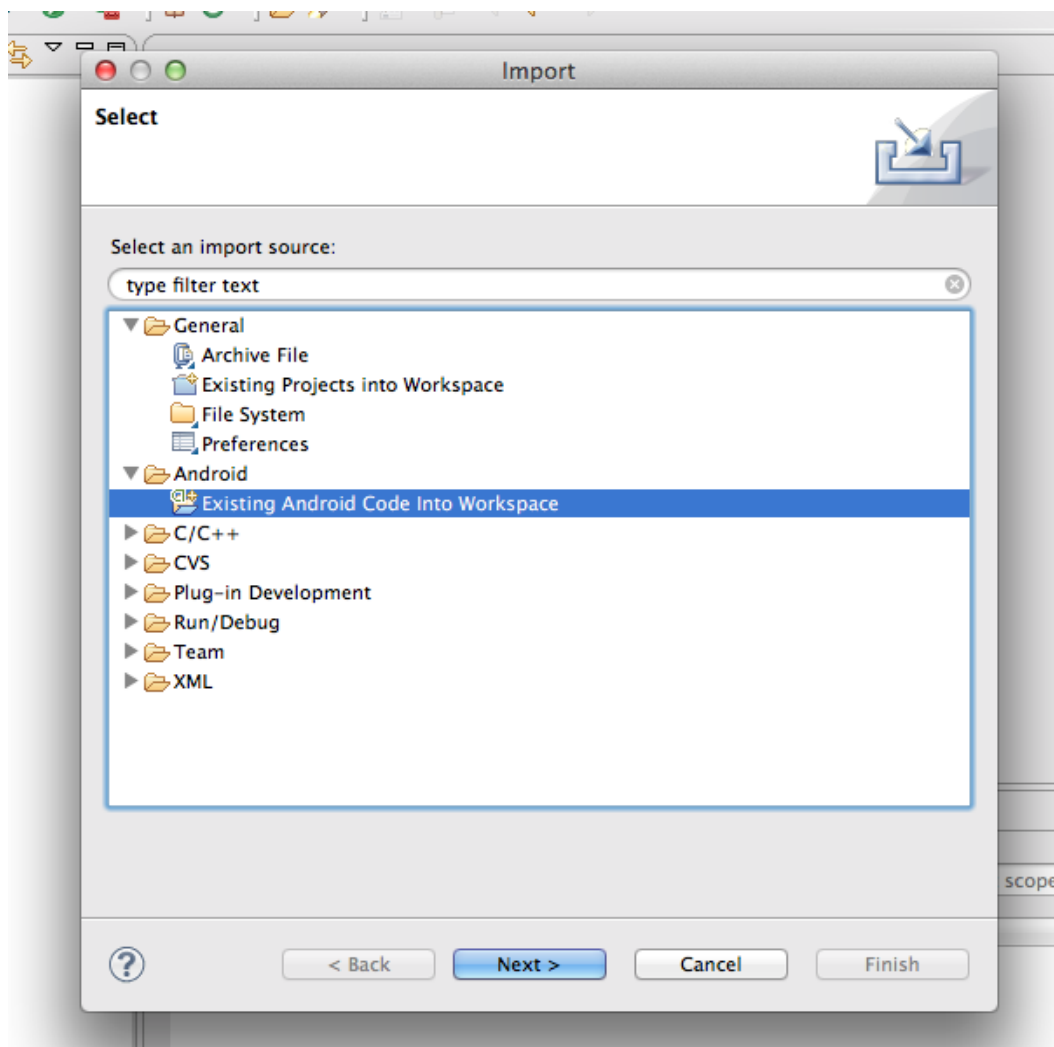 Import
Select
Select an import source:
type filter text
General
Archive File
Existing Projects into Workspace
File System
Preferences
Android
Existing Android Code Into Workspace
C/C++
CVS
Plug-in Development
Run/Debug
Team
XML
scope
?
< Back
Next >
Cancel
Finish